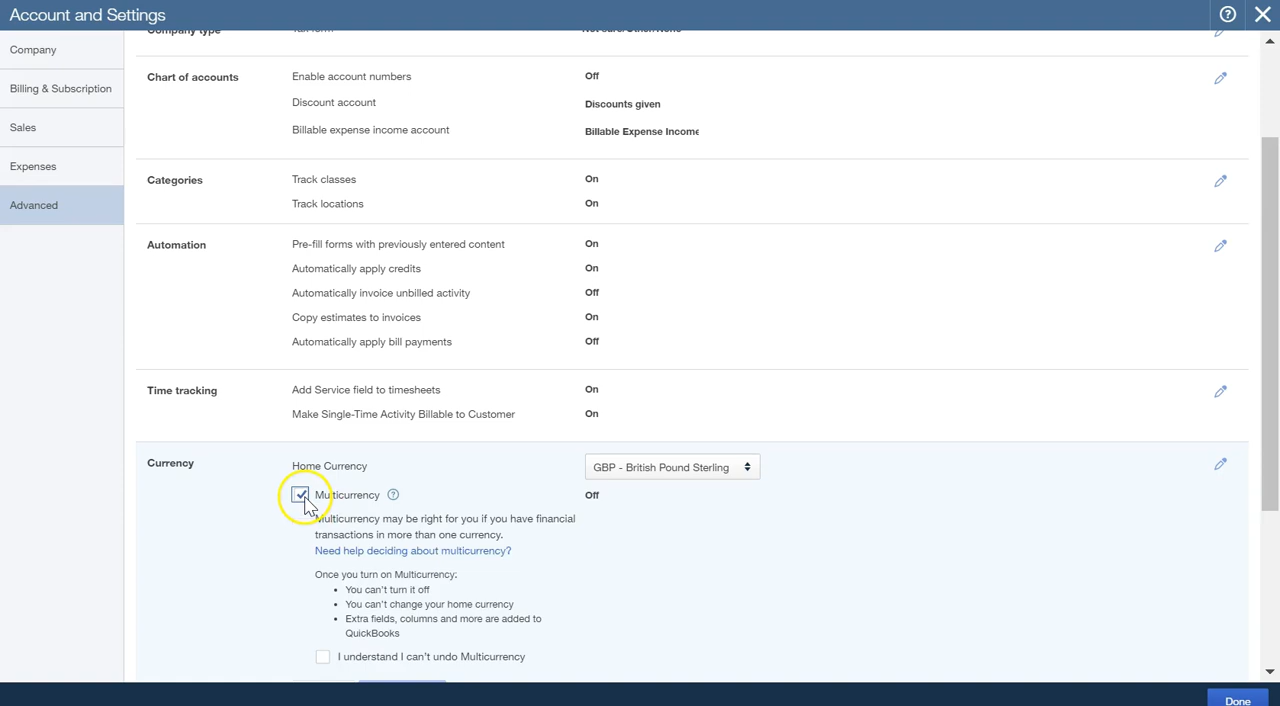 Account and Settings
Company
Billing & Subscription
Sales
Expenses
Advanced
Company type
Chart of accounts
Enable account numbers Off
Discount account Discounts given
Billable expense income account Billable Expense Income
Categories
Track classes On
Track locations On
Automation
Pre-fill forms with previously entered content On
Automatically apply credits On
Automatically invoice unbilled activity Off
Copy estimates to invoices On
Automatically apply bill payments Off
Time tracking
Add Service field to timesheets On
Make Single-Time Activity Billable to Customer On
Currency
Home Currency GBP - British Pound Sterling
Multicurrency ? Off
Multicurrency may be right for you if you have financial
transactions in more than one currency.
Need help deciding about multicurrency?
Once you turn on Multicurrency:
• You can't turn it off
• You can't change your home currency
• Extra fields, columns and more are added to
QuickBooks
I understand I can't undo Multicurrency
Done